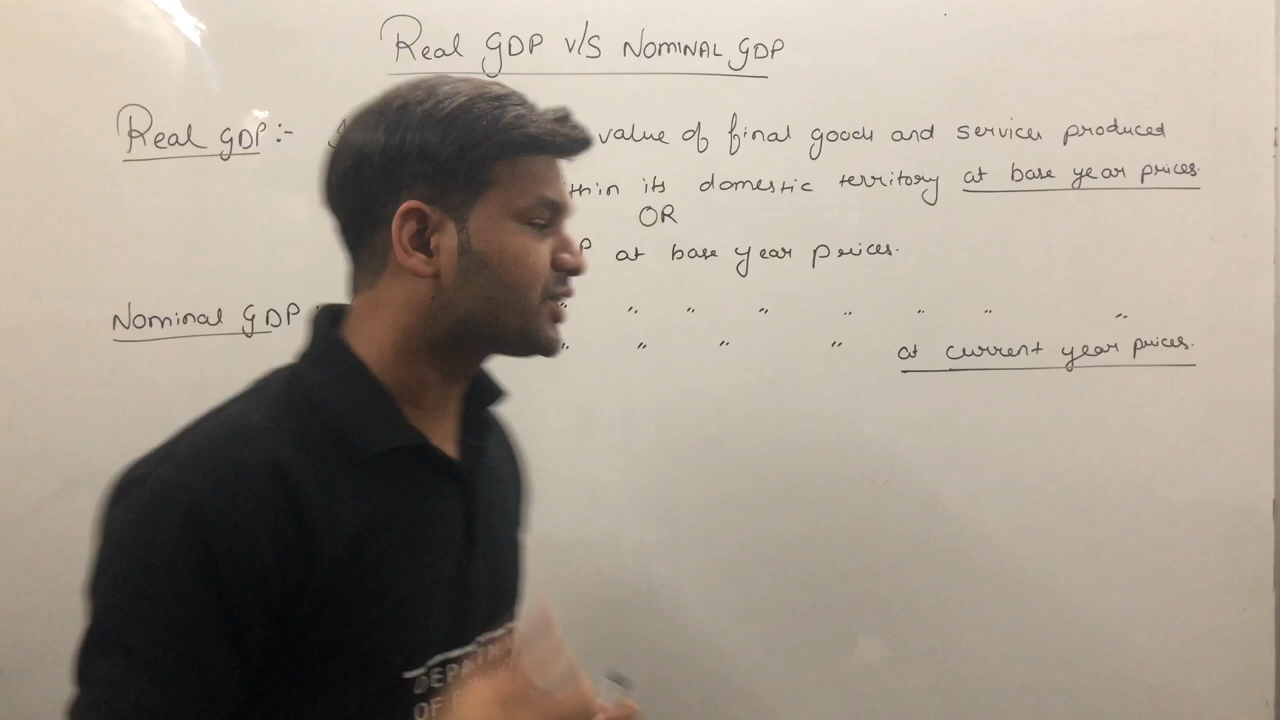 Real GDP v/s Nominal GDP
Real GDP :- value of final goods and services produced
its domestic territory at base year prices.
OR
at base year prices.
Nominal GDP : " " " " " " " "
" " " " at current year prices.
OF